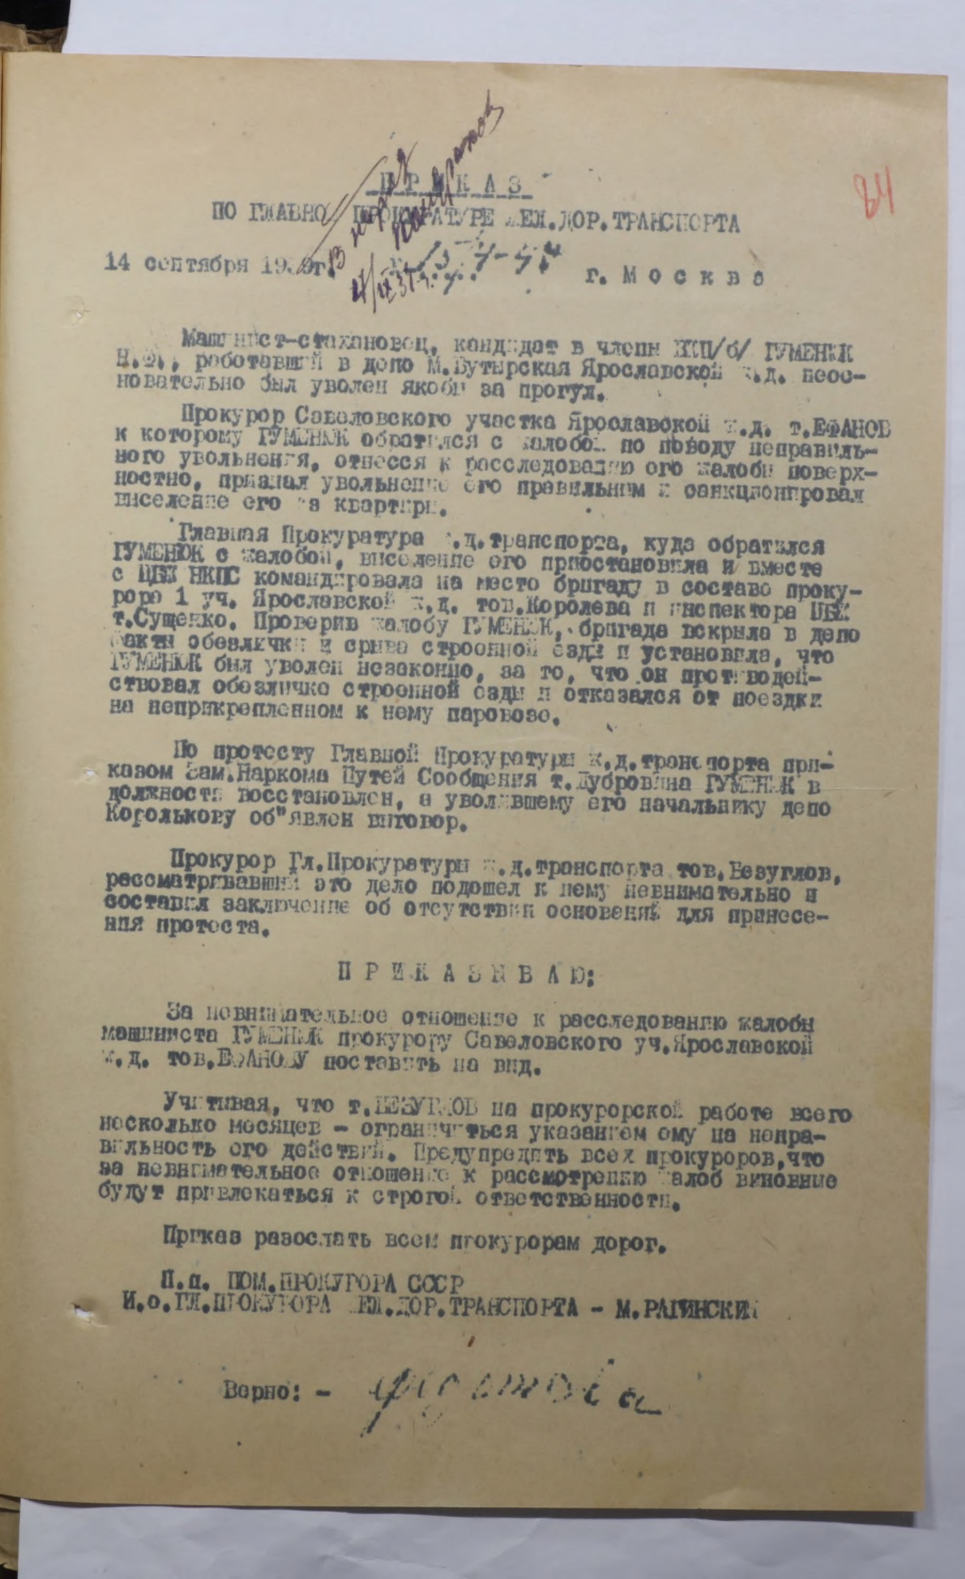 84
П Р И К А З
ПО ГЛАВНОЙ ПРОКУРАТУРЕ ЖЕЛ.ДОР.ТРАНСПОРТА
14 сентября 19 г.
г. М о с к в а
В наряд
Машинист-стахановец, кандидат в члены ВКП/б/ ГУМЕНЮК
Н.Ф., работавший в депо М.Бутырская Ярославской ж.д. неос-
новательно был уволен якобы за прогул.
Прокурор Савеловского участка Ярославской ж.д. т.ЕФАНОВ
к которому ГУМЕНЮК обратился с жалобой по поводу неправиль-
ного увольнения, отнесся к расследованию его жалобы поверх-
ностно, признал увольнение его правильным и санкционировал
выселение его из квартиры.
Главная Прокуратура ж.д.транспорта, куда обратился
ГУМЕНЮК с жалобой, выселение его приостановила и вместе
с НКПС командировала на место бригаду в составе проку-
рора 1 уч. Ярославской ж.д. тов.Королева и инспектора
т.Сущенко. Проверив жалобу ГУМЕНЮК, бригада вскрыла в депо
факты обезлички и срыва строенной езды и установила, что
ГУМЕНЮК был уволен незаконно, за то, что он противодей-
ствовал обезличке строенной езды и отказался от поездки
на неприкрепленном к нему паровозе.
По протесту Главной Прокуратуры ж.д.транспорта при-
казом Зам.Наркома Путей Сообщения т.Дубровина ГУМЕНЮК в
должности восстановлен, а уволившему его начальнику депо
Королькову об"явлен выговор.
Прокурор Гл.Прокуратуры ж.д.транспорта тов.Безуглов,
рассматривавший это дело подошел к нему невнимательно и
составил заключение об отсутствии оснований для принесе-
ния протеста.
П Р И К А З Ы В А Ю:
За невнимательное отношение к расследованию жалобы
машиниста ГУМЕНЮК прокурору Савеловского уч.Ярославской
ж.д. тов.ЕФАНОВУ поставить на вид.
Учитывая, что т.БЕЗУГЛОВ на прокурорской работе всего
несколько месяцев - ограничиться указанием ему на непра-
вильность его действий. Предупредить всех прокуроров,что
за невнимательное отношение к рассмотрению жалоб виновные
будут привлекаться к строгой ответственности.
Приказ разослать всем прокурорам дорог.
П.п. ПОМ.ПРОКУРОРА СССР
И.о.ГЛ.ПРОКУРОРА ЖЕЛ.ДОР.ТРАНСПОРТА - М.РАГИНСКИЙ
Верно: -